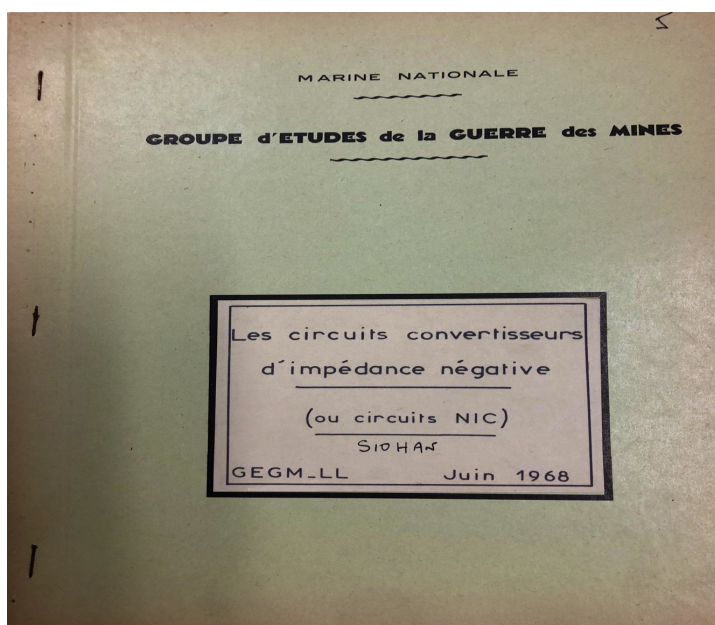 MARINE NATIONALE
GROUPE d'ETUDES de la GUERRE des MINES
Les circuits convertisseurs
d'impédance négative
(ou circuits NIC)
SIOHAN
GEGM_LL Juin 1968